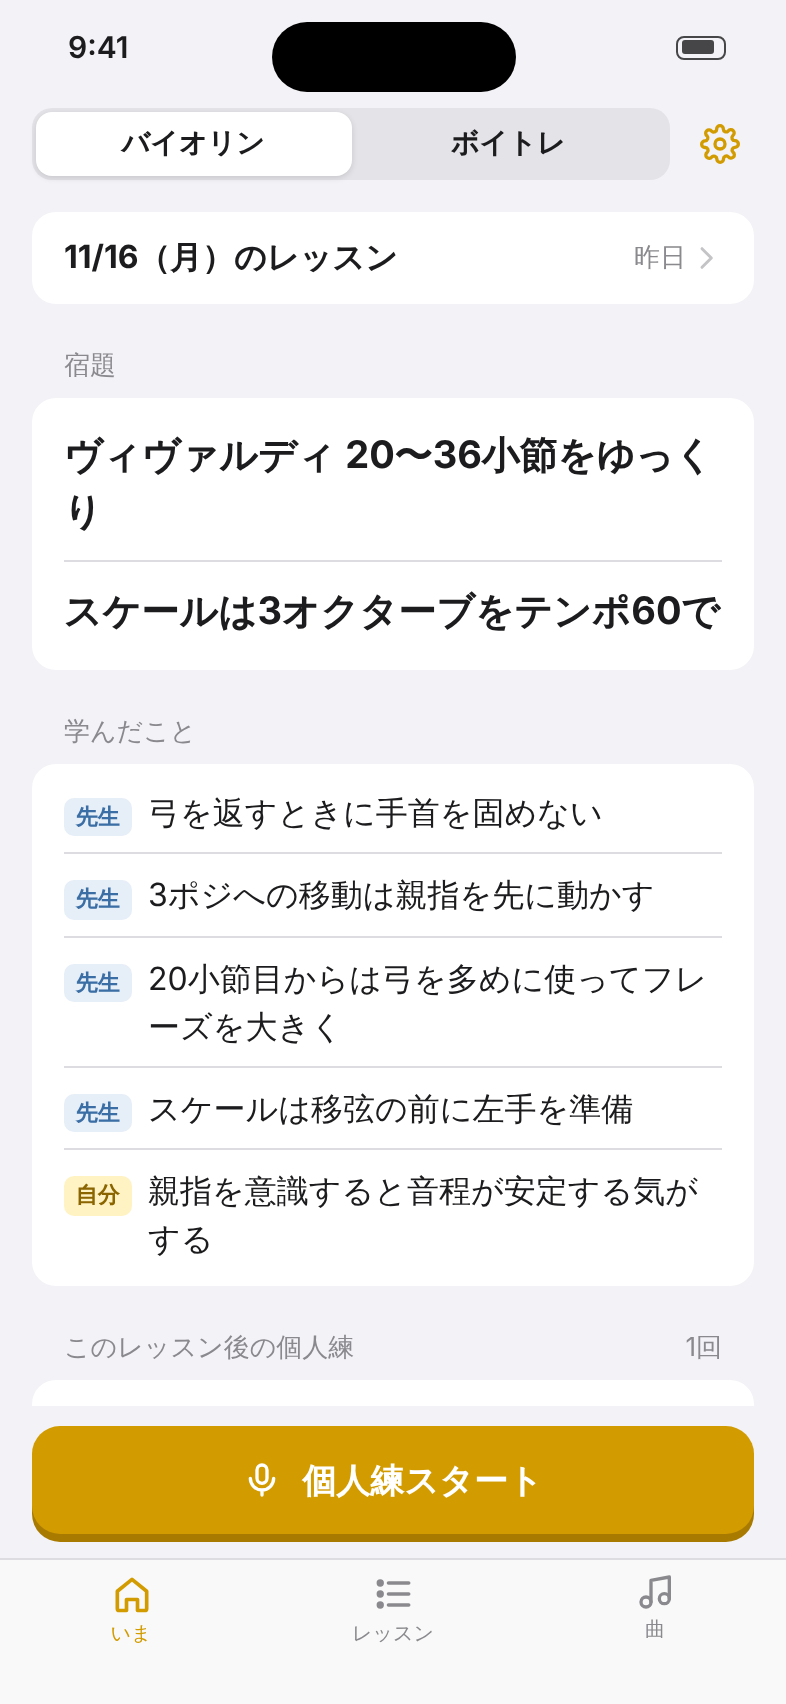 9:41
バイオリン
ボイトレ
11/16（月）のレッスン
昨日
宿題
ヴィヴァルディ 20〜36小節をゆっく
り
スケールは3オクターブをテンポ60で
学んだこと
先生 弓を返すときに手首を固めない
先生 3ポジへの移動は親指を先に動かす
先生 20小節目からは弓を多めに使ってフレ
ーズを大きく
先生 スケールは移弦の前に左手を準備
自分 親指を意識すると音程が安定する気が
する
このレッスン後の個人練
1回
個人練スタート
いま
レッスン
曲